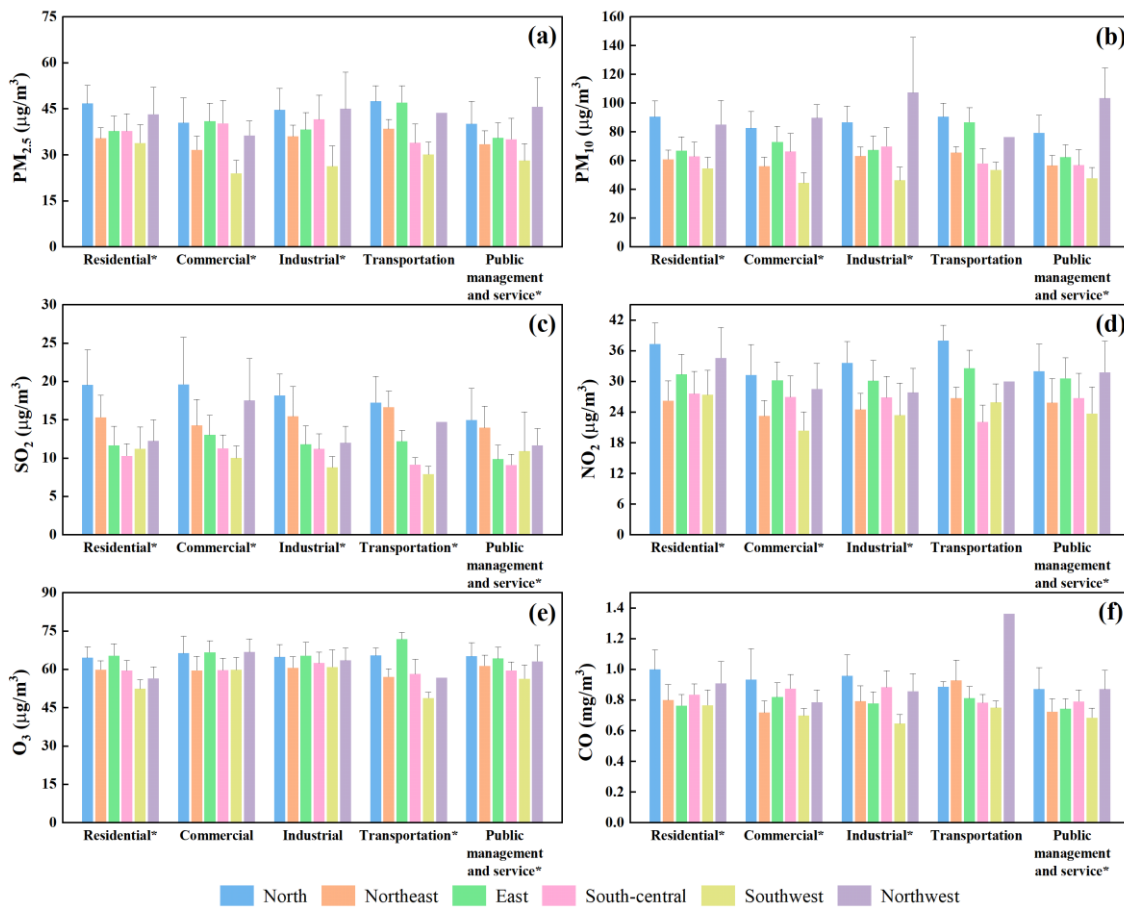 (a)
PM2.5 (μg/m³)
75
60
45
30
15
0
Residential* Commercial* Industrial* Transportation Public
management
and service*
(b)
PM10 (μg/m³)
160
140
120
100
80
60
40
20
0
Residential* Commercial* Industrial* Transportation Public
management
and service*
(c)
SO2 (μg/m³)
30
25
20
15
10
5
0
Residential* Commercial* Industrial* Transportation* Public
management
and service*
(d)
NO2 (μg/m³)
42
36
30
24
18
12
6
0
Residential* Commercial* Industrial* Transportation Public
management
and service*
(e)
O3 (μg/m³)
90
75
60
45
30
15
0
Residential* Commercial Industrial Transportation* Public
management
and service*
(f)
CO (mg/m³)
1.4
1.2
1.0
0.8
0.6
0.4
0.2
0.0
Residential* Commercial* Industrial* Transportation Public
management
and service*
North Northeast East South-central Southwest Northwest